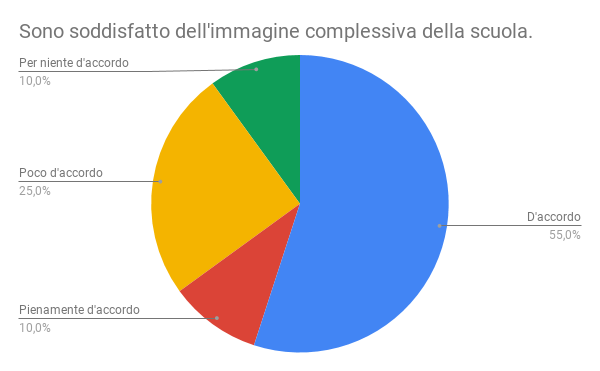 Sono soddisfatto dell'immagine complessiva della scuola.
Per niente d'accordo
10,0%
Poco d'accordo
25,0%
D'accordo
55,0%
Pienamente d'accordo
10,0%